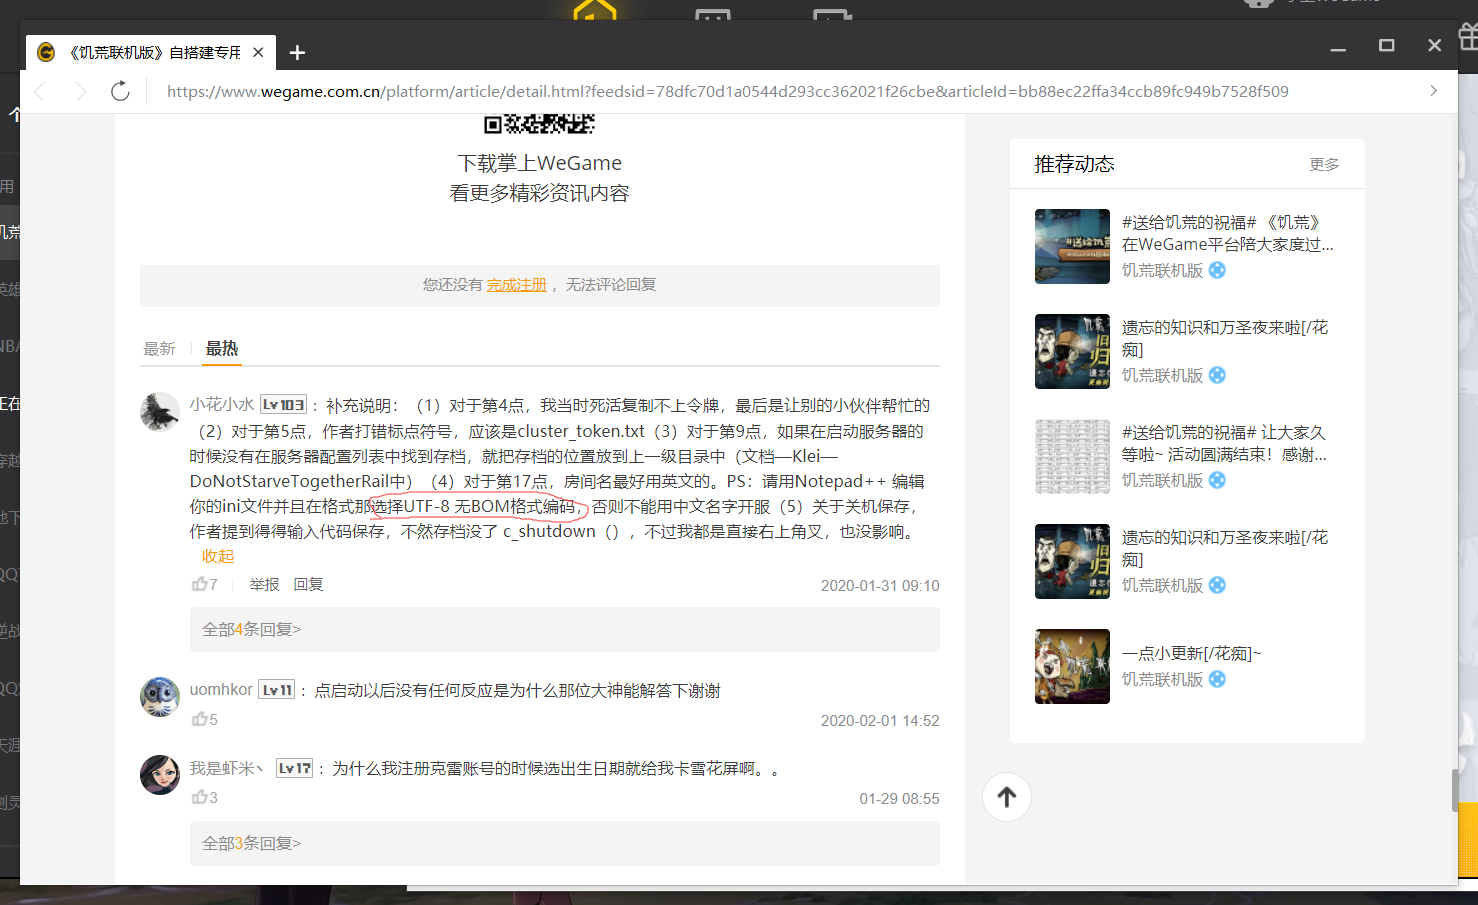 《饥荒联机版》自搭建专用
https://www.wegame.com.cn/platform/article/detail.html?feedsid=78dfc70d1a0544d293cc362021f26cbe&articleId=bb88ec22ffa34ccb89fc949b7528f509
下载掌上WeGame
看更多精彩资讯内容
您还没有 完成注册 ，无法评论回复
最新 最热
小花小水 Lv103 ：补充说明：（1）对于第4点，我当时死活复制不上令牌，最后是让别的小伙伴帮忙的
（2）对于第5点，作者打错标点符号，应该是cluster_token.txt（3）对于第9点，如果在启动服务器的
时候没有在服务器配置列表中找到存档，就把存档的位置放到上一级目录中（文档—Klei—
DoNotStarveTogetherRail中）（4）对于第17点，房间名最好用英文的。PS：请用Notepad++ 编辑
你的ini文件并且在格式那选择UTF-8 无BOM格式编码，否则不能用中文名字开服（5）关于关机保存，
作者提到得得输入代码保存，不然存档没了 c_shutdown（），不过我都是直接右上角叉，也没影响。
收起
7 举报 回复 2020-01-31 09:10
全部4条回复>
uomhkor Lv11 ：点启动以后没有任何反应是为什么那位大神能解答下谢谢
5 2020-02-01 14:52
我是虾米丶 Lv17 ：为什么我注册克雷账号的时候选出生日期就给我卡雪花屏啊。。
3 01-29 08:55
全部3条回复>
推荐动态 更多
#送给饥荒的祝福# 《饥荒》
在WeGame平台陪大家度过...
饥荒联机版
遗忘的知识和万圣夜来啦[/花
痴]
饥荒联机版
#送给饥荒的祝福# 让大家久
等啦~ 活动圆满结束！感谢...
饥荒联机版
遗忘的知识和万圣夜来啦[/花
痴]
饥荒联机版
一点小更新[/花痴]~
饥荒联机版